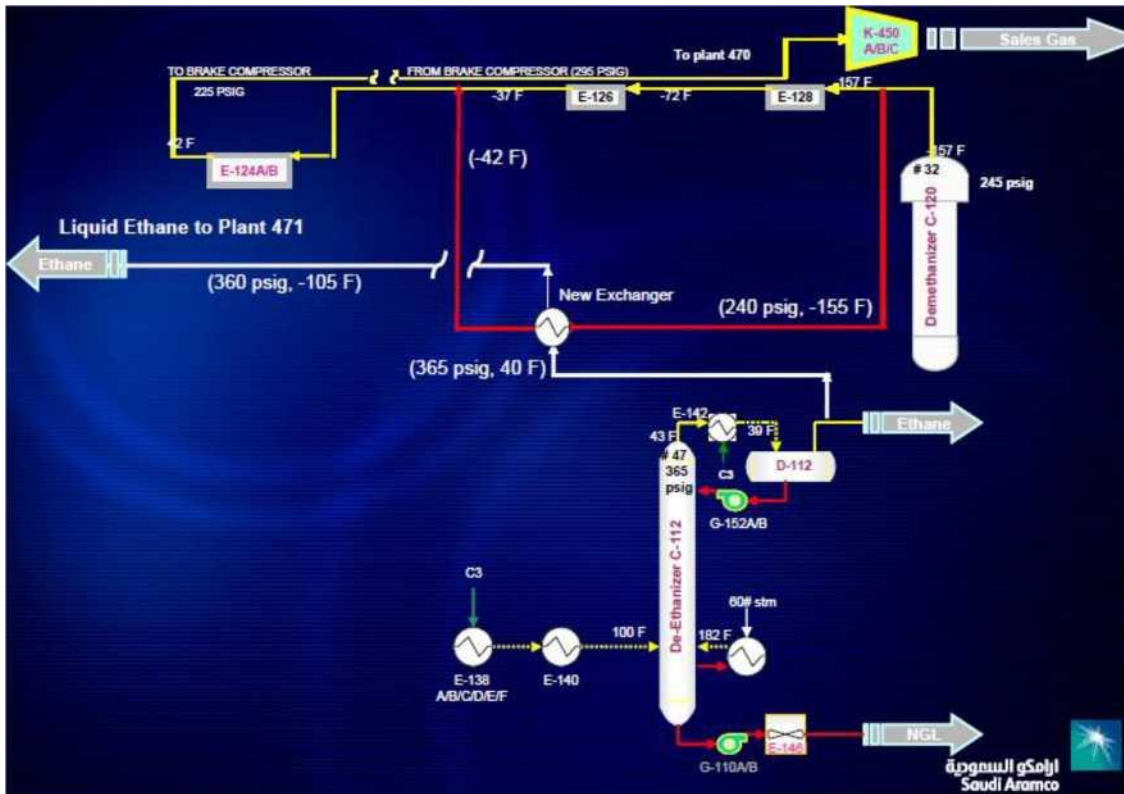 K-450
A/B/C
Sales Gas
To plant 470
TO BRAKE COMPRESSOR
FROM BRAKE COMPRESSOR (295 PSIG)
225 PSIG
-37 F
E-126
-72 F
E-128
-157 F
42 F
E-124A/B
(-42 F)
-157 F
# 32
245 psig
Demethanizer C-120
Liquid Ethane to Plant 471
Ethane
(360 psig, -105 F)
New Exchanger
(240 psig, -155 F)
(365 psig, 40 F)
E-142
43 F
39 F
Ethane
# 47
365
psig
C3
D-112
G-152A/B
De-Ethanizer C-112
C3
60# stm
100 F
182 F
E-138
A/B/C/D/E/F
E-140
G-110A/B
E-146
NGL
ارامكو السعودية
Saudi Aramco